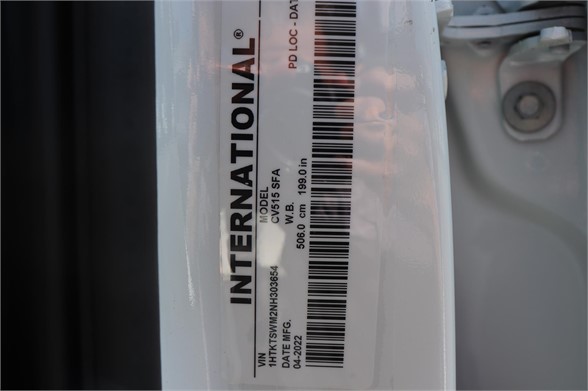 INTERNATIONAL®
VIN MODEL PD LOC - DAT
1HTKTSWM2NH303654 CV515 SFA
DATE MFG. W.B.
04-2022 506.0 cm 199.0 in